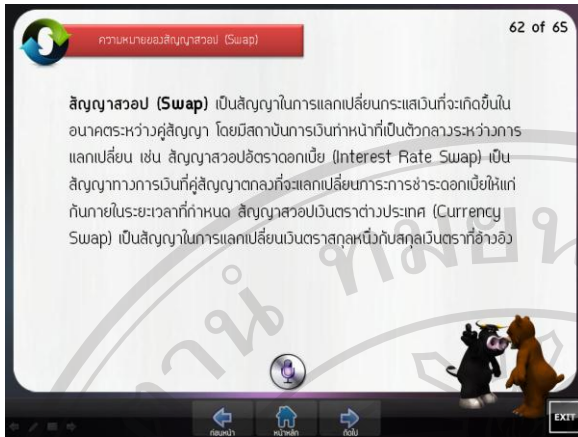 ความหมายของสัญญาสวอป (Swap)
62 of 65
สัญญาสวอป (Swap) เป็นสัญญาในการแลกเปลี่ยนกระแสเงินที่จะเกิดขึ้นใน
อนาคตระหว่างคู่สัญญา โดยมีสถาบันการเงินทำหน้าที่เป็นตัวกลางระหว่างการ
แลกเปลี่ยน เช่น สัญญาสวอปอัตราดอกเบี้ย (Interest Rate Swap) เป็น
สัญญาทางการเงินที่คู่สัญญาตกลงที่จะแลกเปลี่ยนภาระการชำระดอกเบี้ยให้แก่
กันภายในระยะเวลาที่กำหนด สัญญาสวอปเงินตราต่างประเทศ (Currency
Swap) เป็นสัญญาในการแลกเปลี่ยนเงินตราสกุลหนึ่งกับสกุลเงินตราที่อ้างอิง
ก่อนหน้า
หน้าหลัก
ถัดไป
EXIT